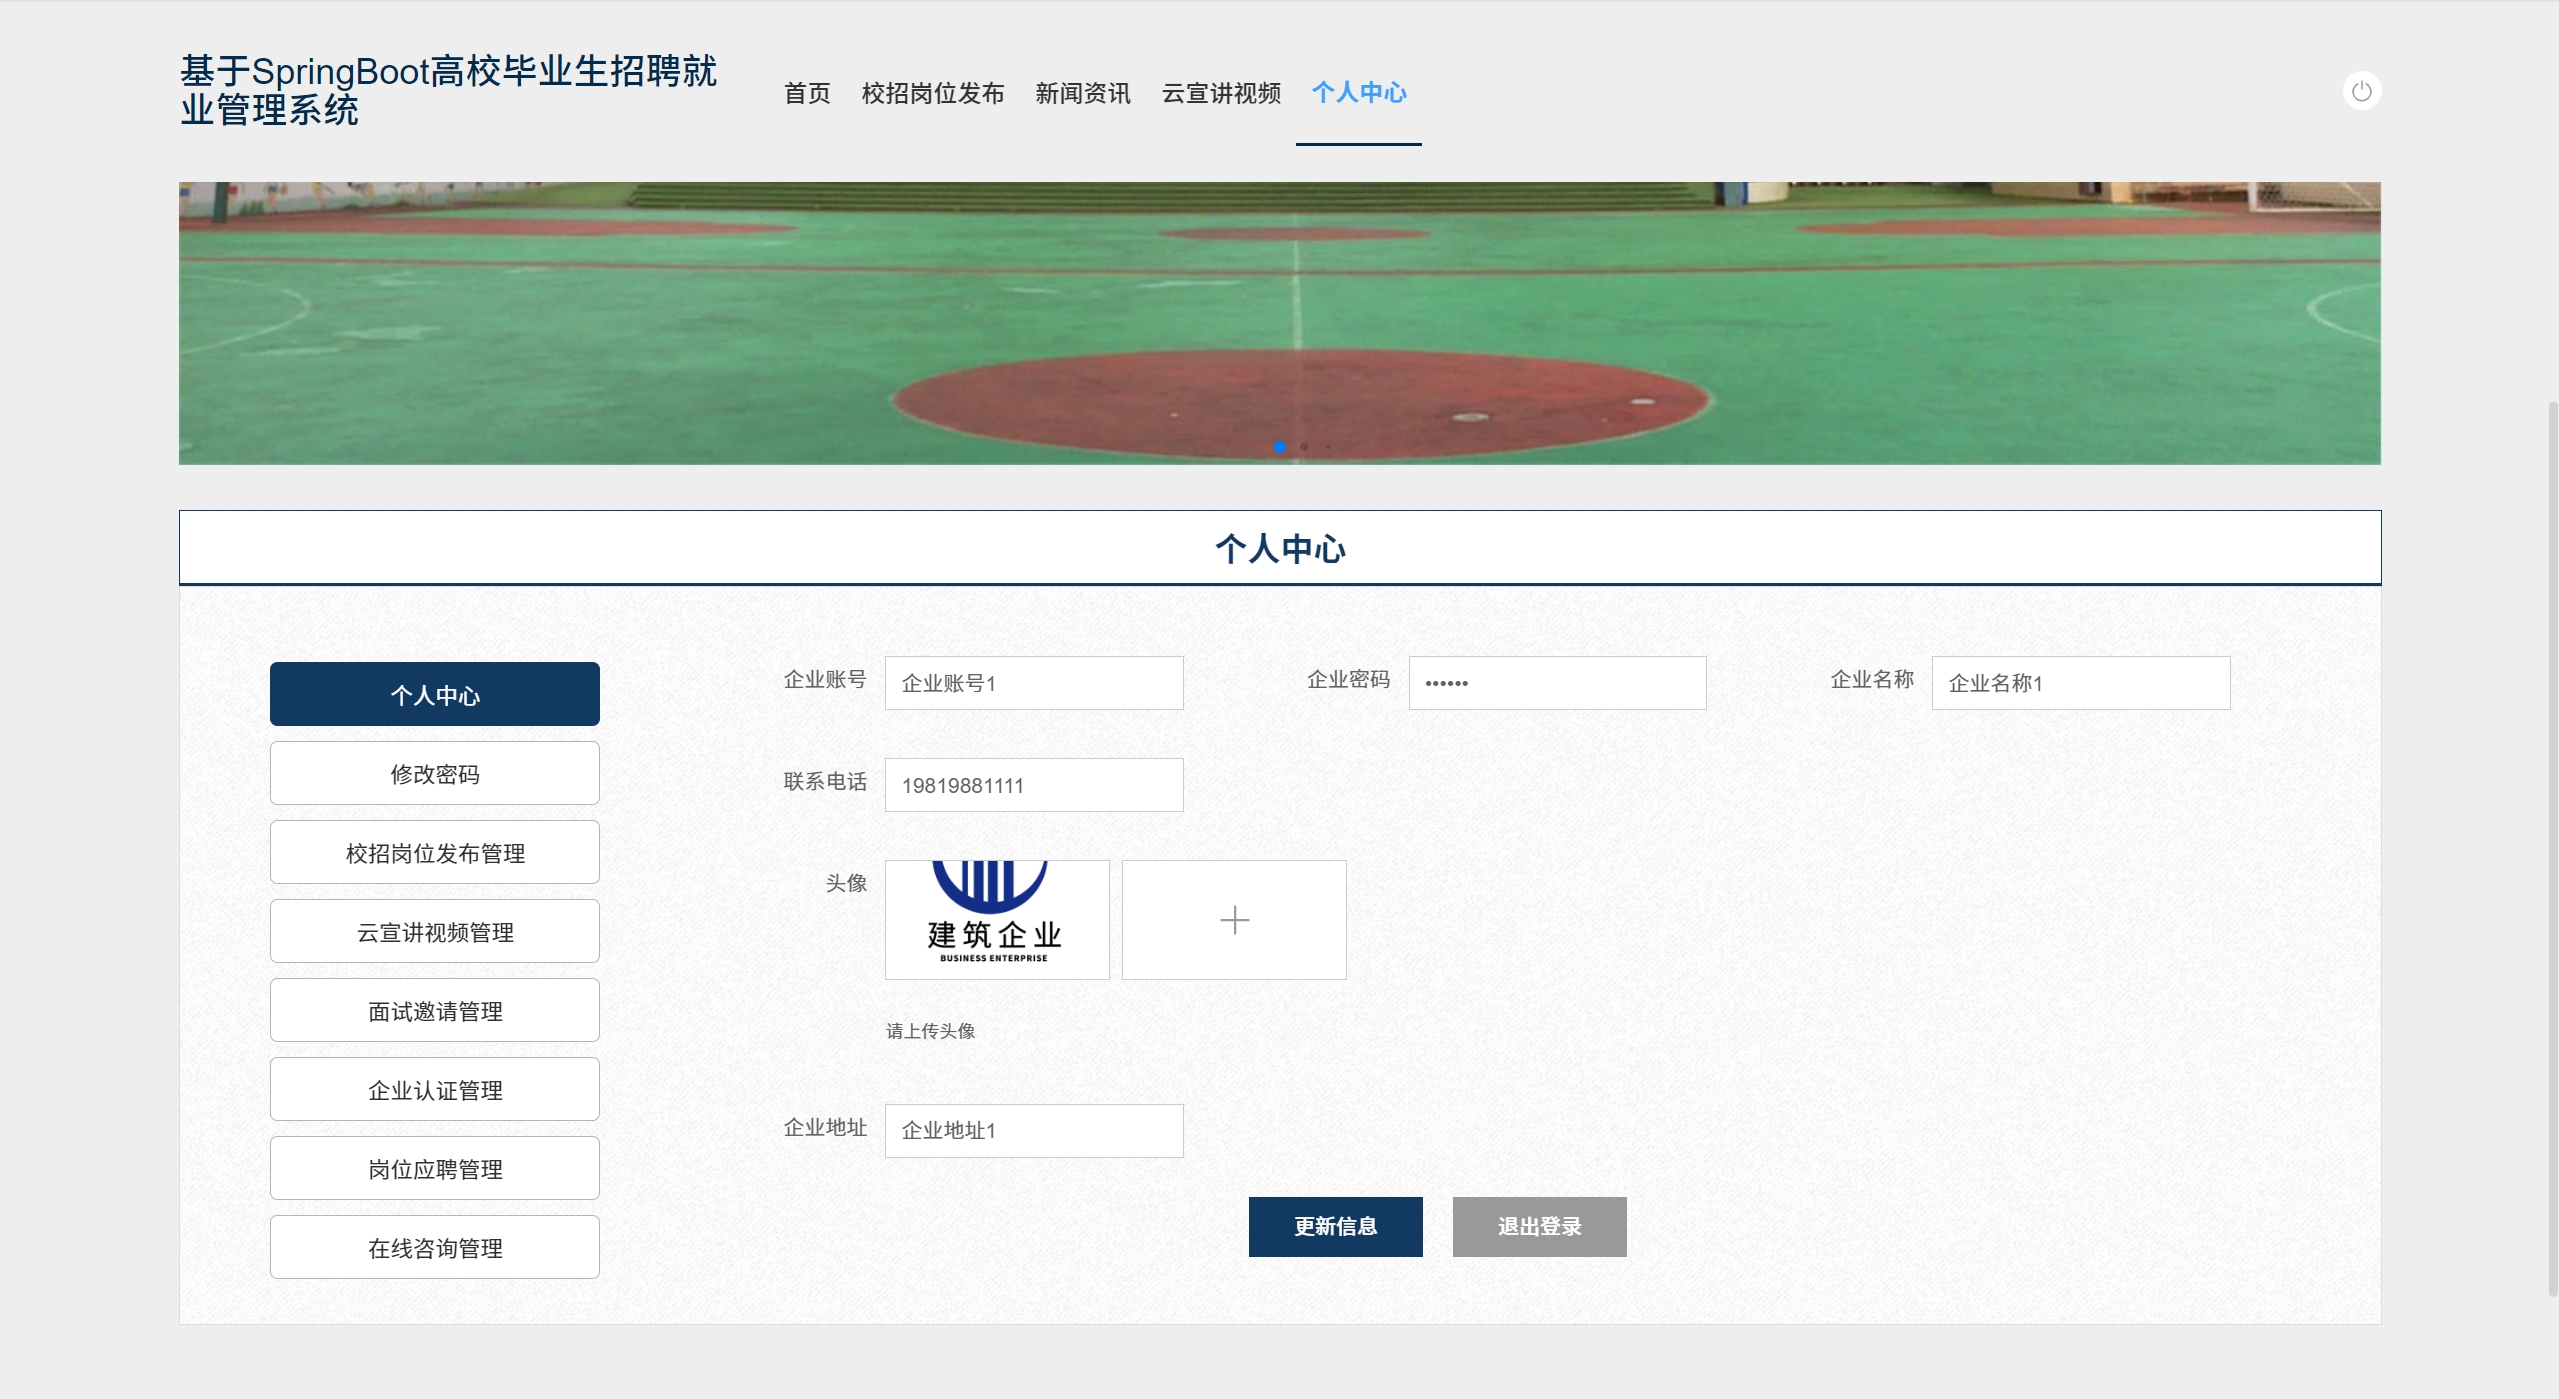 基于SpringBoot高校毕业生招聘就
业管理系统
首页 校招岗位发布 新闻资讯 云宣讲视频 个人中心
个人中心
个人中心
修改密码
校招岗位发布管理
云宣讲视频管理
面试邀请管理
企业认证管理
岗位应聘管理
在线咨询管理
企业账号 企业账号1 企业密码 •••••• 企业名称 企业名称1
联系电话 19819881111
头像
建筑企业
BUSINESS ENTERPRISE
请上传头像
企业地址 企业地址1
更新信息 退出登录